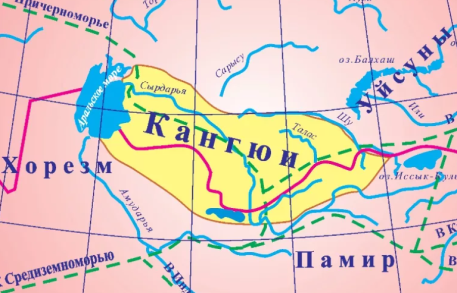 Причерноморье
Сарысу
оз.Балхаш
Уйсуны
Сырдарья
Аральское море
Или
Шу
Талас
Кангюи
В
Хорезм
оз.Иссык-Куль
Амударья
Памир
В К
Средиземноморью
В Ин